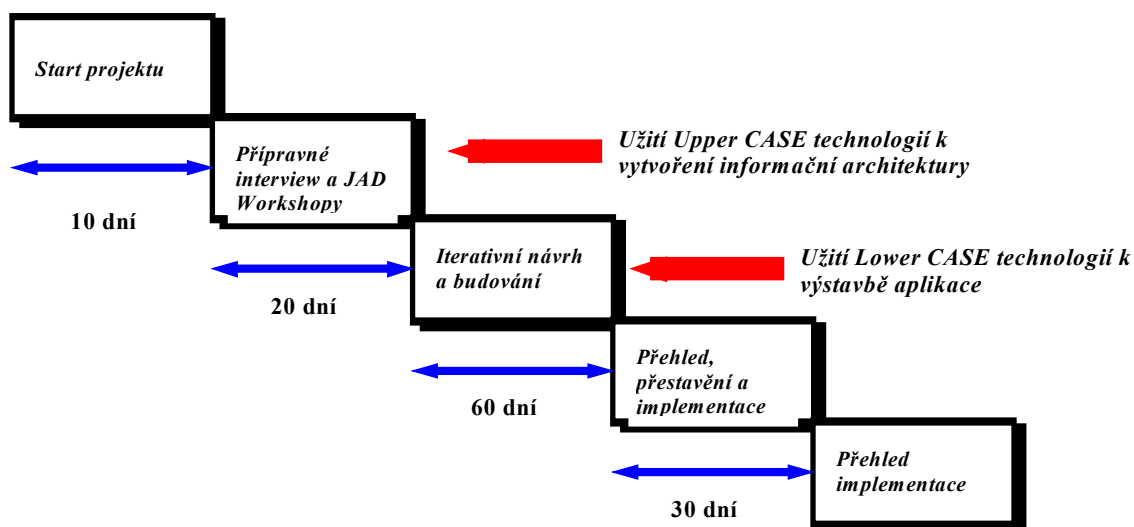 Start projektu
Přípravné
interview a JAD
Workshopy
Užití Upper CASE technologií k
vytvoření informační architektury
10 dní
Iterativní návrh
a budování
Užití Lower CASE technologií k
výstavbě aplikace
20 dní
Přehled,
přestavění a
implementace
60 dní
Přehled
implementace
30 dní